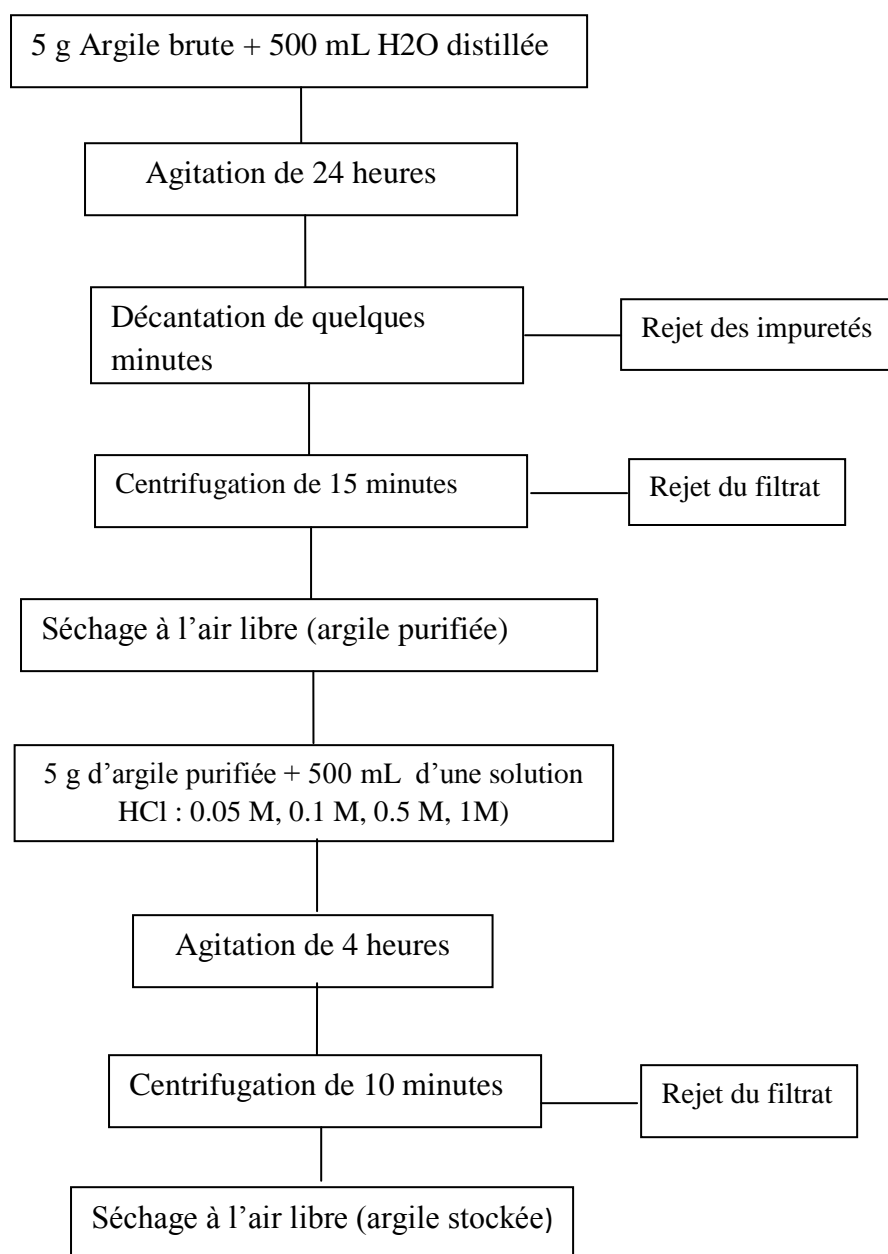 5 g Argile brute + 500 mL H2O distillée
Agitation de 24 heures
Décantation de quelques
minutes
Rejet des impuretés
Centrifugation de 15 minutes
Rejet du filtrat
Séchage à l’air libre (argile purifiée)
5 g d’argile purifiée + 500 mL d’une solution
HCl : 0.05 M, 0.1 M, 0.5 M, 1M)
Agitation de 4 heures
Centrifugation de 10 minutes
Rejet du filtrat
Séchage à l’air libre (argile stockée)